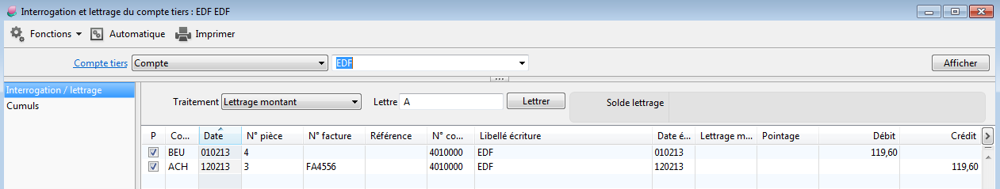 Interrogation et lettrage du compte tiers : EDF EDF
Fonctions Automatique Imprimer
Compte tiers Compte EDF Afficher
Interrogation / lettrage
Cumuls
Traitement Lettrage montant Lettre A Lettrer Solde lettrage
P Co... Date N° pièce N° facture Référence N° co... Libellé écriture Date é... Lettrage m... Pointage Débit Crédit
BEU 010213 4 4010000 EDF 010213 119,60
ACH 120213 3 FA4556 4010000 EDF 120213 119,60